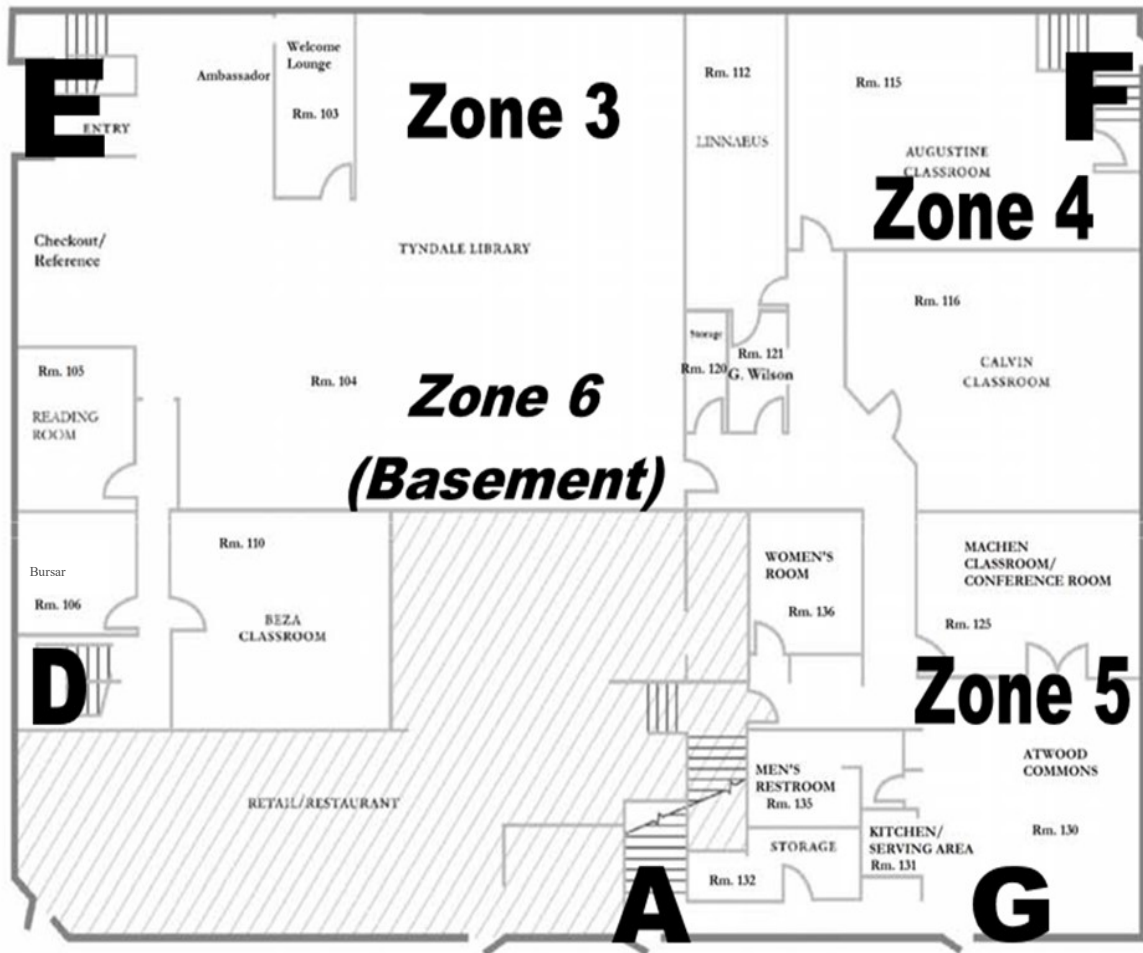 Welcome
Lounge
Ambassador
Rm. 103
E
ENTRY
Zone 3
Rm. 112
LINNAEUS
Rm. 115
F
AUGUSTINE
CLASSROOM
Zone 4
Checkout/
Reference
TYNDALE LIBRARY
Rm. 116
CALVIN
CLASSROOM
Storage
Rm. 120
Rm. 121
G. Wilson
Rm. 105
READING
ROOM
Rm. 104
Zone 6
(Basement)
Bursar
Rm. 106
Rm. 110
BEZA
CLASSROOM
D
WOMEN'S
ROOM
Rm. 136
MACHEN
CLASSROOM/
CONFERENCE ROOM
Rm. 125
Zone 5
ATWOOD
COMMONS
Rm. 130
RETAIL/RESTAURANT
MEN'S
RESTROOM
Rm. 135
STORAGE
Rm. 132
KITCHEN/
SERVING AREA
Rm. 131
A
G